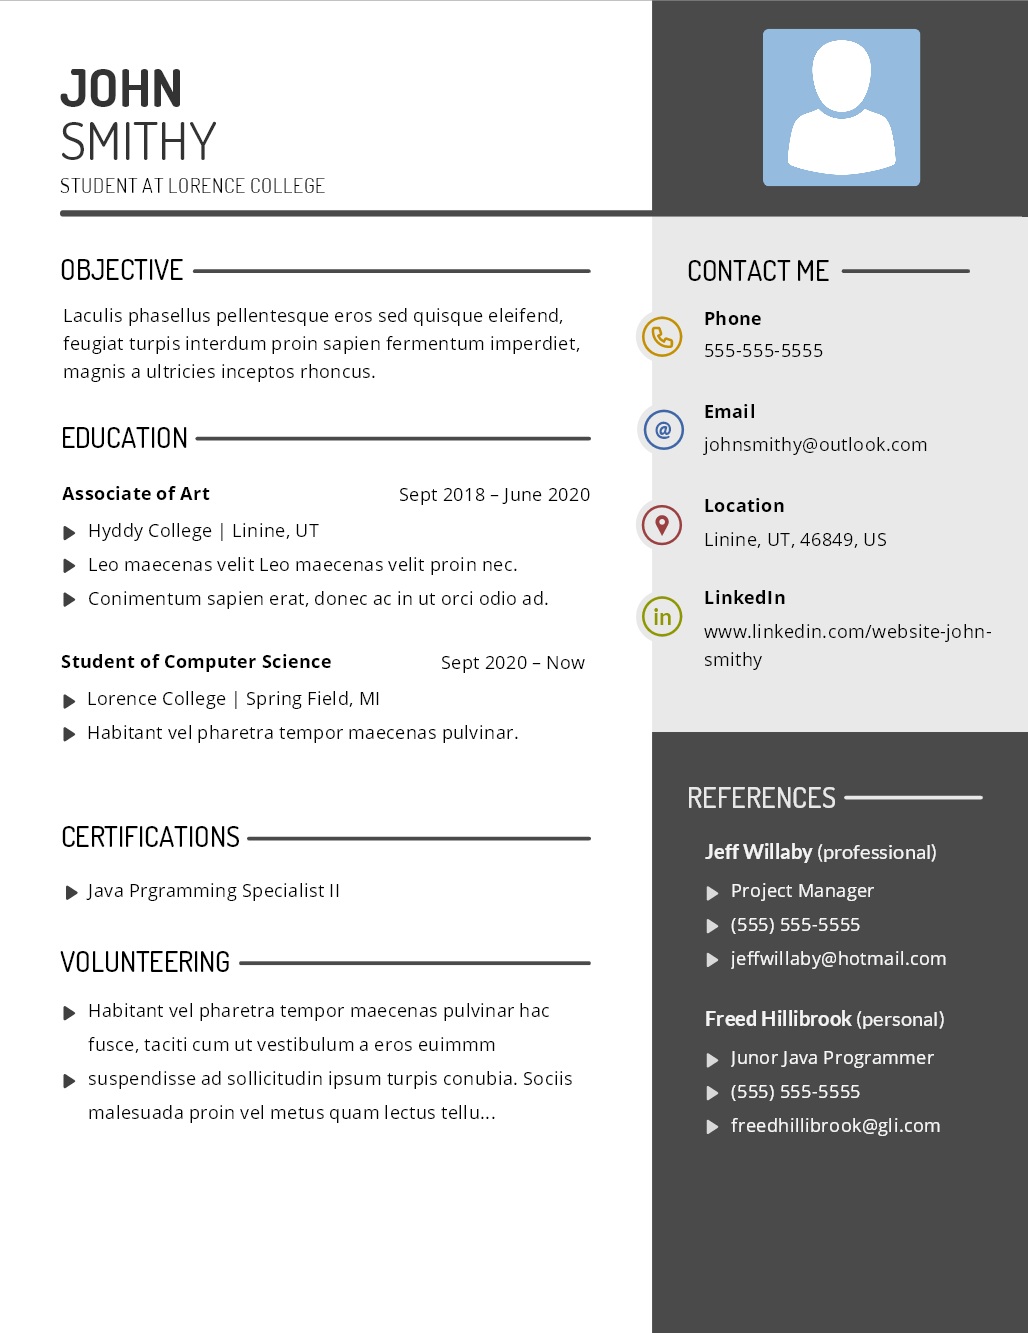 JOHN
SMITHY
STUDENT AT LORENCE COLLEGE
OBJECTIVE
Laculis phasellus pellentesque eros sed quisque eleifend,
feugiat turpis interdum proin sapien fermentum imperdiet,
magnis a ultricies inceptos rhoncus.
EDUCATION
Associate of Art Sept 2018 – June 2020
Hyddy College | Linine, UT
Leo maecenas velit Leo maecenas velit proin nec.
Conimentum sapien erat, donec ac in ut orci odio ad.
Student of Computer Science Sept 2020 – Now
Lorence College | Spring Field, MI
Habitant vel pharetra tempor maecenas pulvinar.
CERTIFICATIONS
Java Prgramming Specialist II
VOLUNTEERING
Habitant vel pharetra tempor maecenas pulvinar hac
fusce, taciti cum ut vestibulum a eros euimmm
suspendisse ad sollicitudin ipsum turpis conubia. Sociis
malesuada proin vel metus quam lectus tellu...
CONTACT ME
Phone
555-555-5555
@
Email
johnsmithy@outlook.com
Location
Linine, UT, 46849, US
in
LinkedIn
www.linkedin.com/website-john-
smithy
REFERENCES
Jeff Willaby (professional)
Project Manager
(555) 555-5555
jeffwillaby@hotmail.com
Freed Hillibrook (personal)
Junor Java Programmer
(555) 555-5555
freedhillibrook@gli.com